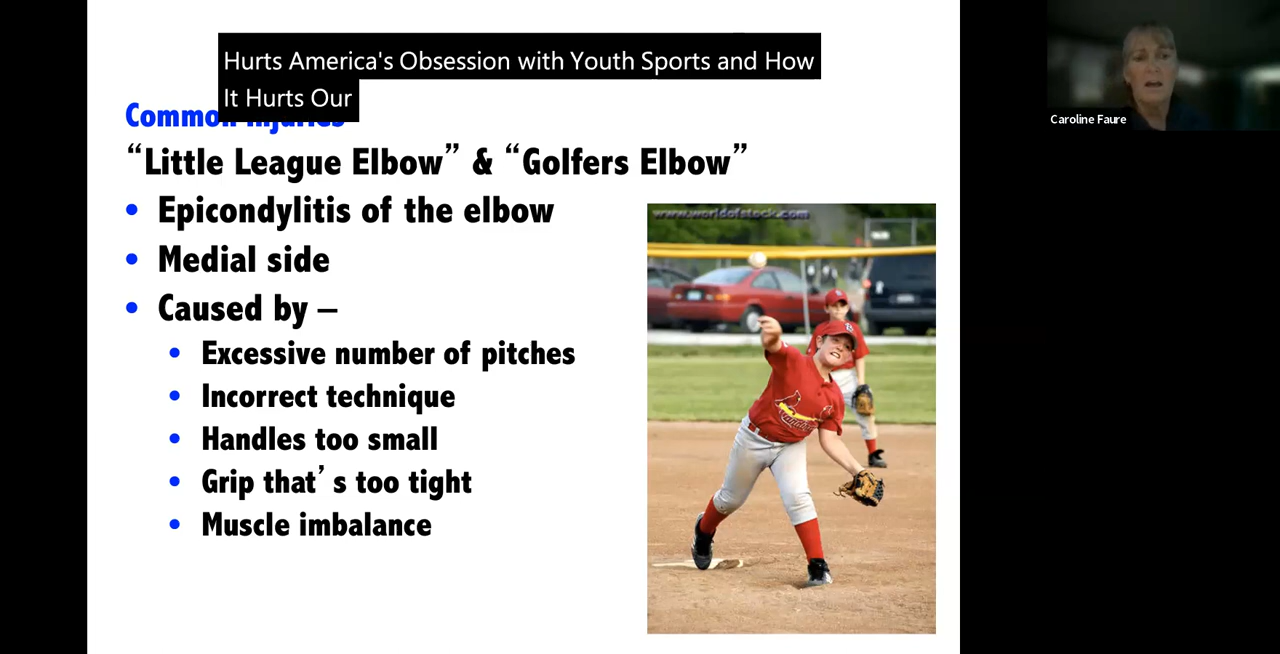 Hurts America's Obsession with Youth Sports and How
It Hurts Our
Common Injuries
“Little League Elbow” & “Golfers Elbow”
• Epicondylitis of the elbow
• Medial side
• Caused by –
• Excessive number of pitches
• Incorrect technique
• Handles too small
• Grip that’s too tight
• Muscle imbalance
www.worldofstock.com
Caroline Faure